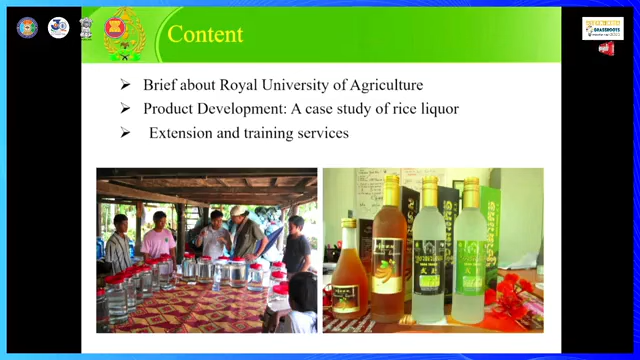 Content
Brief about Royal University of Agriculture
Product Development: A case study of rice liquor
Extension and training services